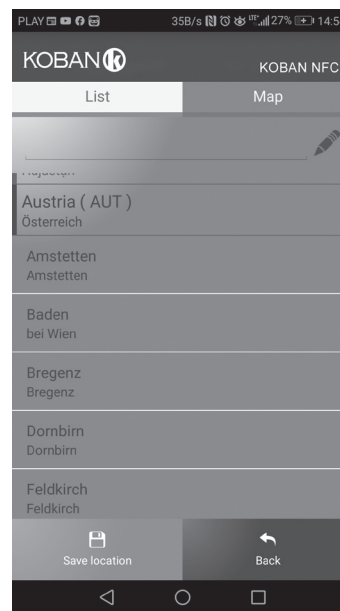 PLAY 35B/s LTE 27% 14:5
KOBAN K
KOBAN NFC
List Map
Austria ( AUT )
Österreich
Amstetten
Amstetten
Baden
bei Wien
Bregenz
Bregenz
Dornbirn
Dornbirn
Feldkirch
Feldkirch
Save location Back